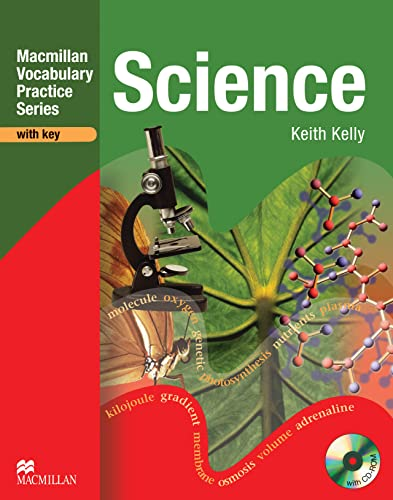 Macmillan
Vocabulary
Practice
Series
with key
Science
Keith Kelly
molecule oxygen genetic photosynthesis nutrients plasma
kilojoule gradient membrane osmosis volume adrenaline
with CD-ROM
MACMILLAN